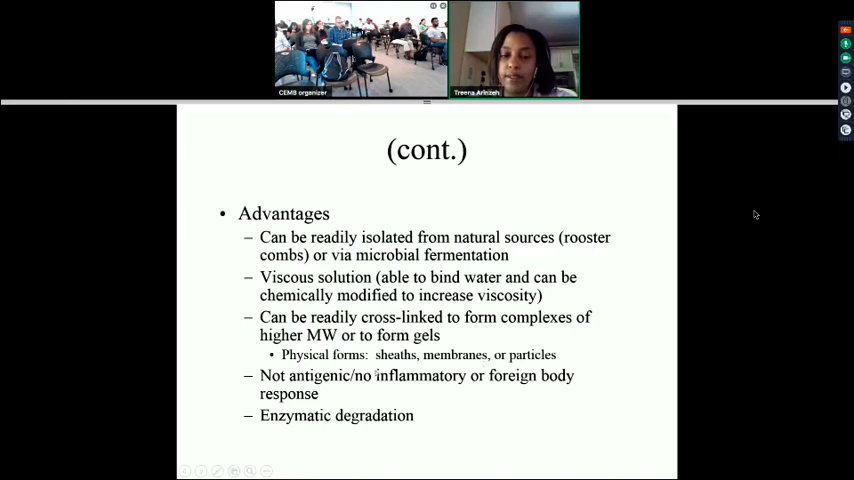 CEMB organizer
Treena Arinzeh
(cont.)
• Advantages
– Can be readily isolated from natural sources (rooster
combs) or via microbial fermentation
– Viscous solution (able to bind water and can be
chemically modified to increase viscosity)
– Can be readily cross-linked to form complexes of
higher MW or to form gels
• Physical forms: sheaths, membranes, or particles
– Not antigenic/no inflammatory or foreign body
response
– Enzymatic degradation